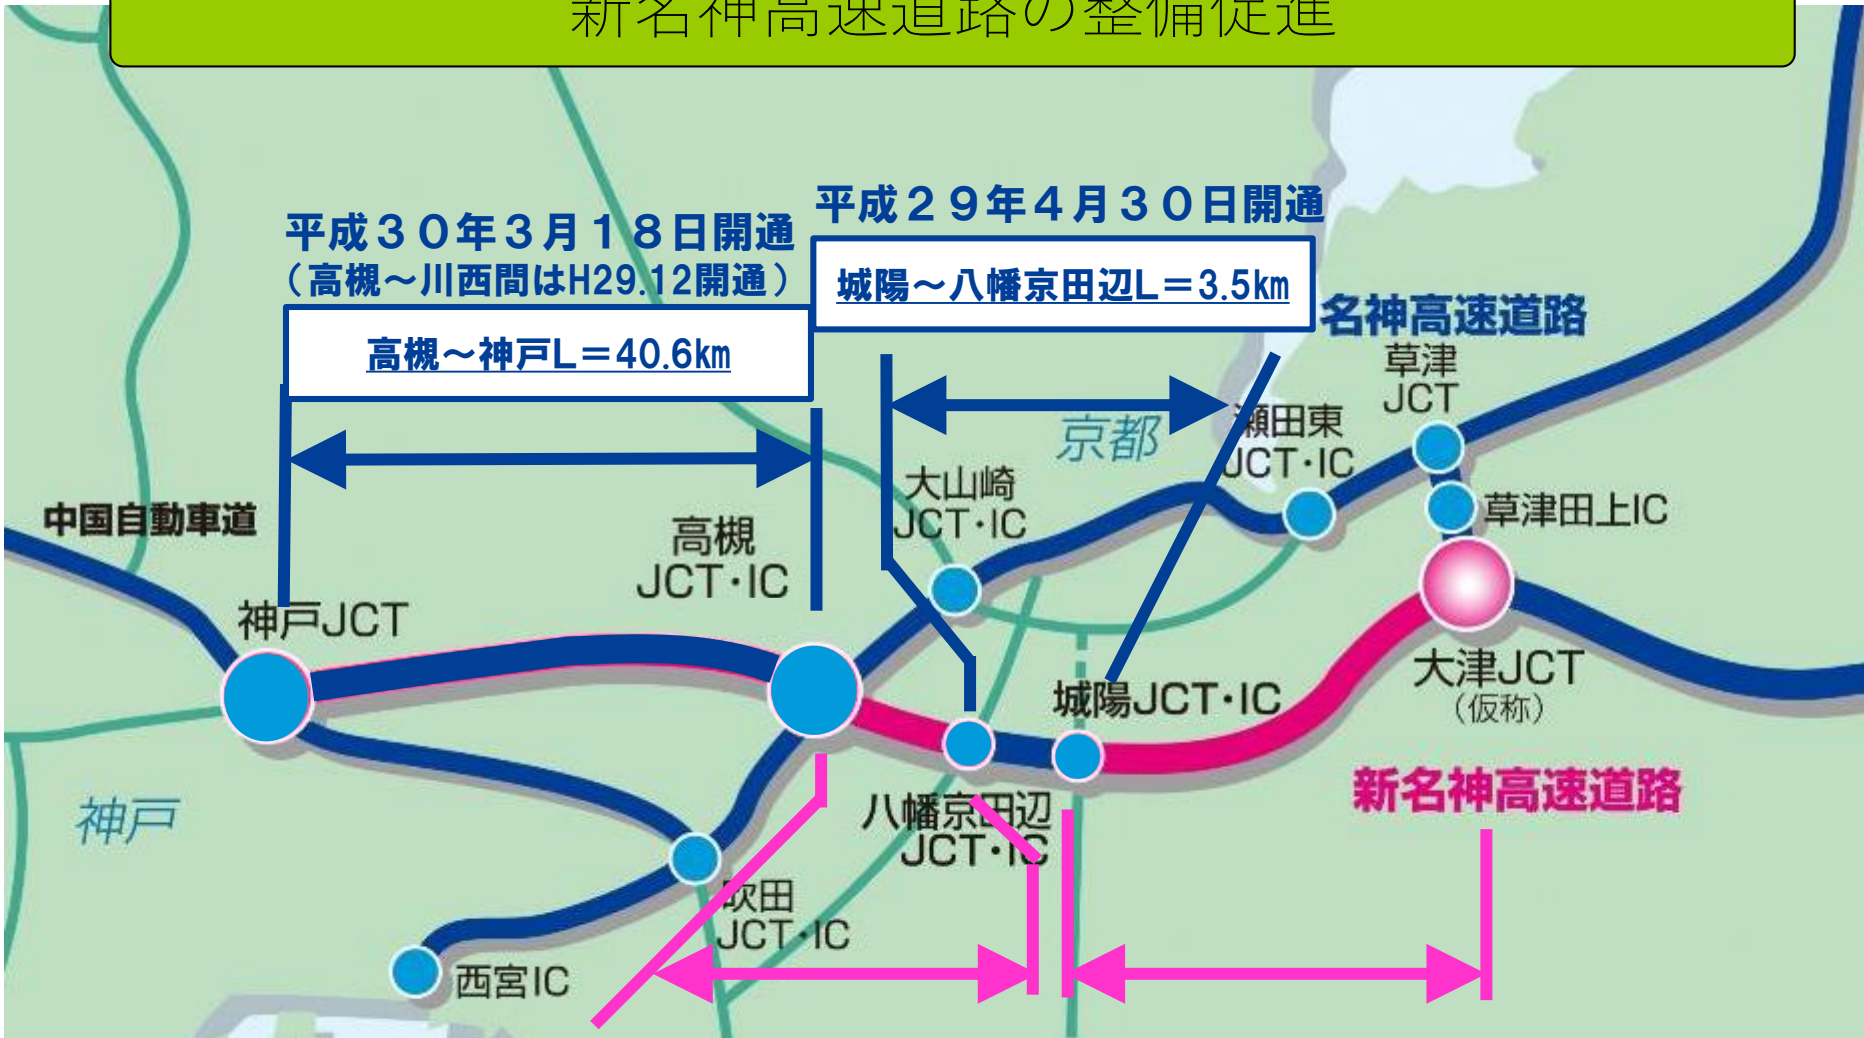 新名神高速道路の整備促進
平成２９年４月３０日開通
平成３０年３月１８日開通
（高槻～川西間はH29.12開通）
城陽～八幡京田辺L＝3.5km
高槻～神戸L＝40.6km
名神高速道路
草津
JCT
京都
瀬田東
JCT・IC
大山崎
JCT・IC
草津田上IC
中国自動車道
高槻
JCT・IC
神戸JCT
大津JCT
（仮称）
城陽JCT・IC
新名神高速道路
神戸
八幡京田辺
JCT・IC
吹田
JCT・IC
西宮IC